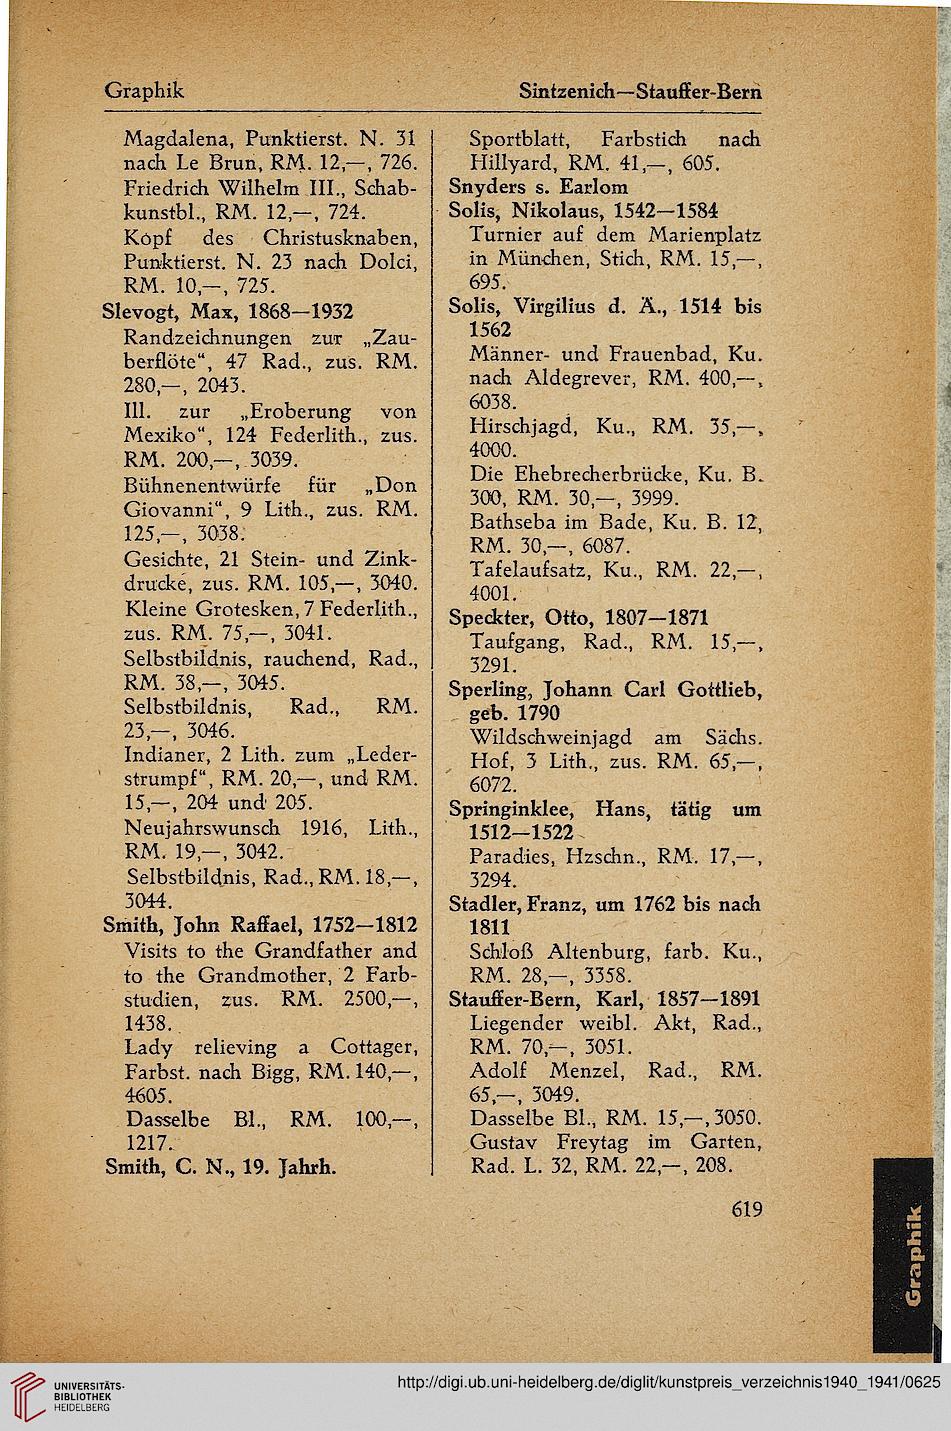 Graphik
Sintzenich—Stauffer-Bern
Magdalena, Punktierst. N. 31
nach Le Brun, RM. 12,—, 726.
Friedrich Wilhelm III., Schab-
kunstbl., RM. 12,—, 724.
Kopf des Christusknaben,
Punktierst. N. 23 nach Dolci,
RM. 10,—, 725.
Slevogt, Max, 1868—1932
Randzeichnungen zur „Zau-
berflöte“, 47 Rad., zus. RM.
280,—, 2043.
Ill. zur „Eroberung von
Mexiko“, 124 Federlith., zus.
RM. 200,—, 3039.
Bühnenentwürfe für „Don
Giovanni“, 9 Lith., zus. RM.
125,—, 3038.
Gesichte, 21 Stein- und Zink-
drucke, zus. RM. 105,—, 3040.
Kleine Grotesken, 7 Federlith.,
zus. RM. 75,—, 3041.
Selbstbildnis, rauchend, Rad.,
RM. 38,—, 3045.
Selbstbildnis, Rad., RM.
23,—, 3046.
Indianer, 2 Lith. zum „Leder-
strumpf“, RM. 20,—, und RM.
15,—, 204 und 205.
Neujahrswunsch 1916, Lith.,
RM. 19,—, 3042.
Selbstbildnis, Rad., RM. 18,—,
3044.
Smith, John Raffael, 1752—1812
Visits to the Grandfather and
to the Grandmother, 2 Farb-
studien, zus. RM. 2500,—,
1438.
Lady relieving a Cottager,
Farbst. nach Bigg, RM. 140,—,
4605.
Dasselbe Bl., RM. 100,—,
1217.
Smith, C. N., 19. Jahrh.
Sportblatt, Farbstich nach
Hillyard, RM. 41,—, 605.
Snyders s. Earlom
Solis, Nikolaus, 1542—1584
Turnier auf dem Marienplatz
in München, Stich, RM. 15,—,
695.
Solis, Virgilius d. Ä., 1514 bis
1562
Männer- und Frauenbad, Ku.
nach Aldegrever, RM. 400,—,
6038.
Hirschjagd, Ku., RM. 35,—,
4000.
Die Ehebrecherbrücke, Ku. B.
300, RM. 30,—, 3999.
Bathseba im Bade, Ku. B. 12,
RM. 30,—, 6087.
Tafelaufsatz, Ku., RM. 22,—,
4001.
Speckter, Otto, 1807—1871
Taufgang, Rad., RM. 15,—,
3291.
Sperling, Johann Carl Gottlieb,
geb. 1790
Wildschweinjagd am Sächs.
Hof, 3 Lith., zus. RM. 65,—,
6072.
Springinklee, Hans, tätig um
1512—1522
Paradies, Hzschn., RM. 17,—,
3294.
Stadler, Franz, um 1762 bis nach
1811
Schloß Altenburg, farb. Ku.,
RM. 28,—, 3358.
Stauffer-Bern, Karl, 1857—1891
Liegender weibl. Akt, Rad.,
RM. 70,—, 3051.
Adolf Menzel, Rad., RM.
65,—, 3049.
Dasselbe Bl., RM. 15,—, 3050.
Gustav Freytag im Garten,
Rad. L. 32, RM. 22,—, 208.
619
Graphik
UNIVERSITÄTS-
BIBLIOTHEK
HEIDELBERG
http://digi.ub.uni-heidelberg.de/diglit/kunstpreis_verzeichnis1940_1941/0625